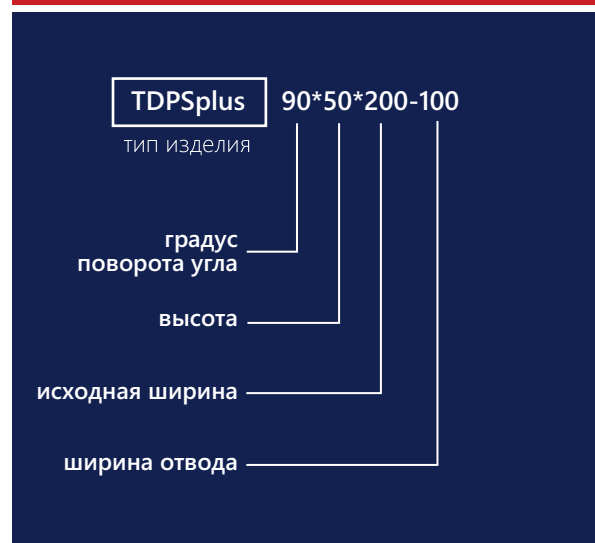 TDPSplus 90*50*200-100
тип изделия
градус
поворота угла
высота
исходная ширина
ширина отвода